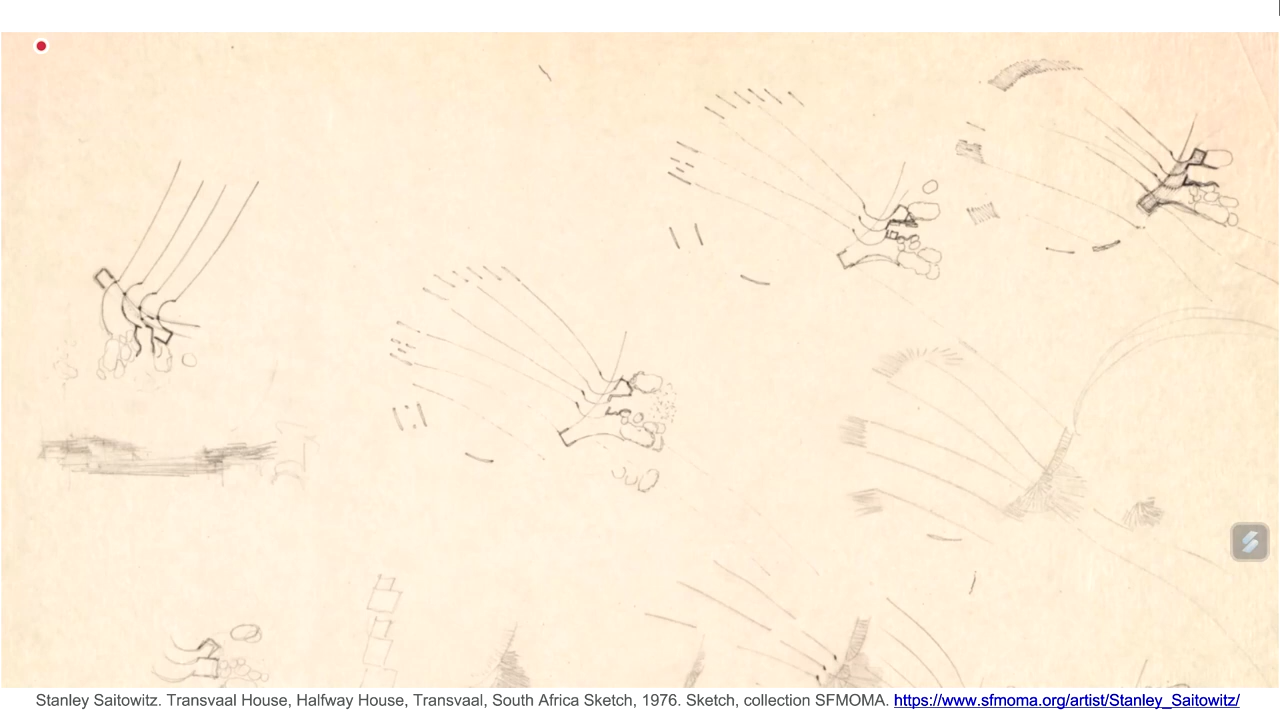 Stanley Saitowitz. Transvaal House, Halfway House, Transvaal, South Africa Sketch, 1976. Sketch, collection SFMOMA. https://www.sfmoma.org/artist/Stanley_Saitowitz/